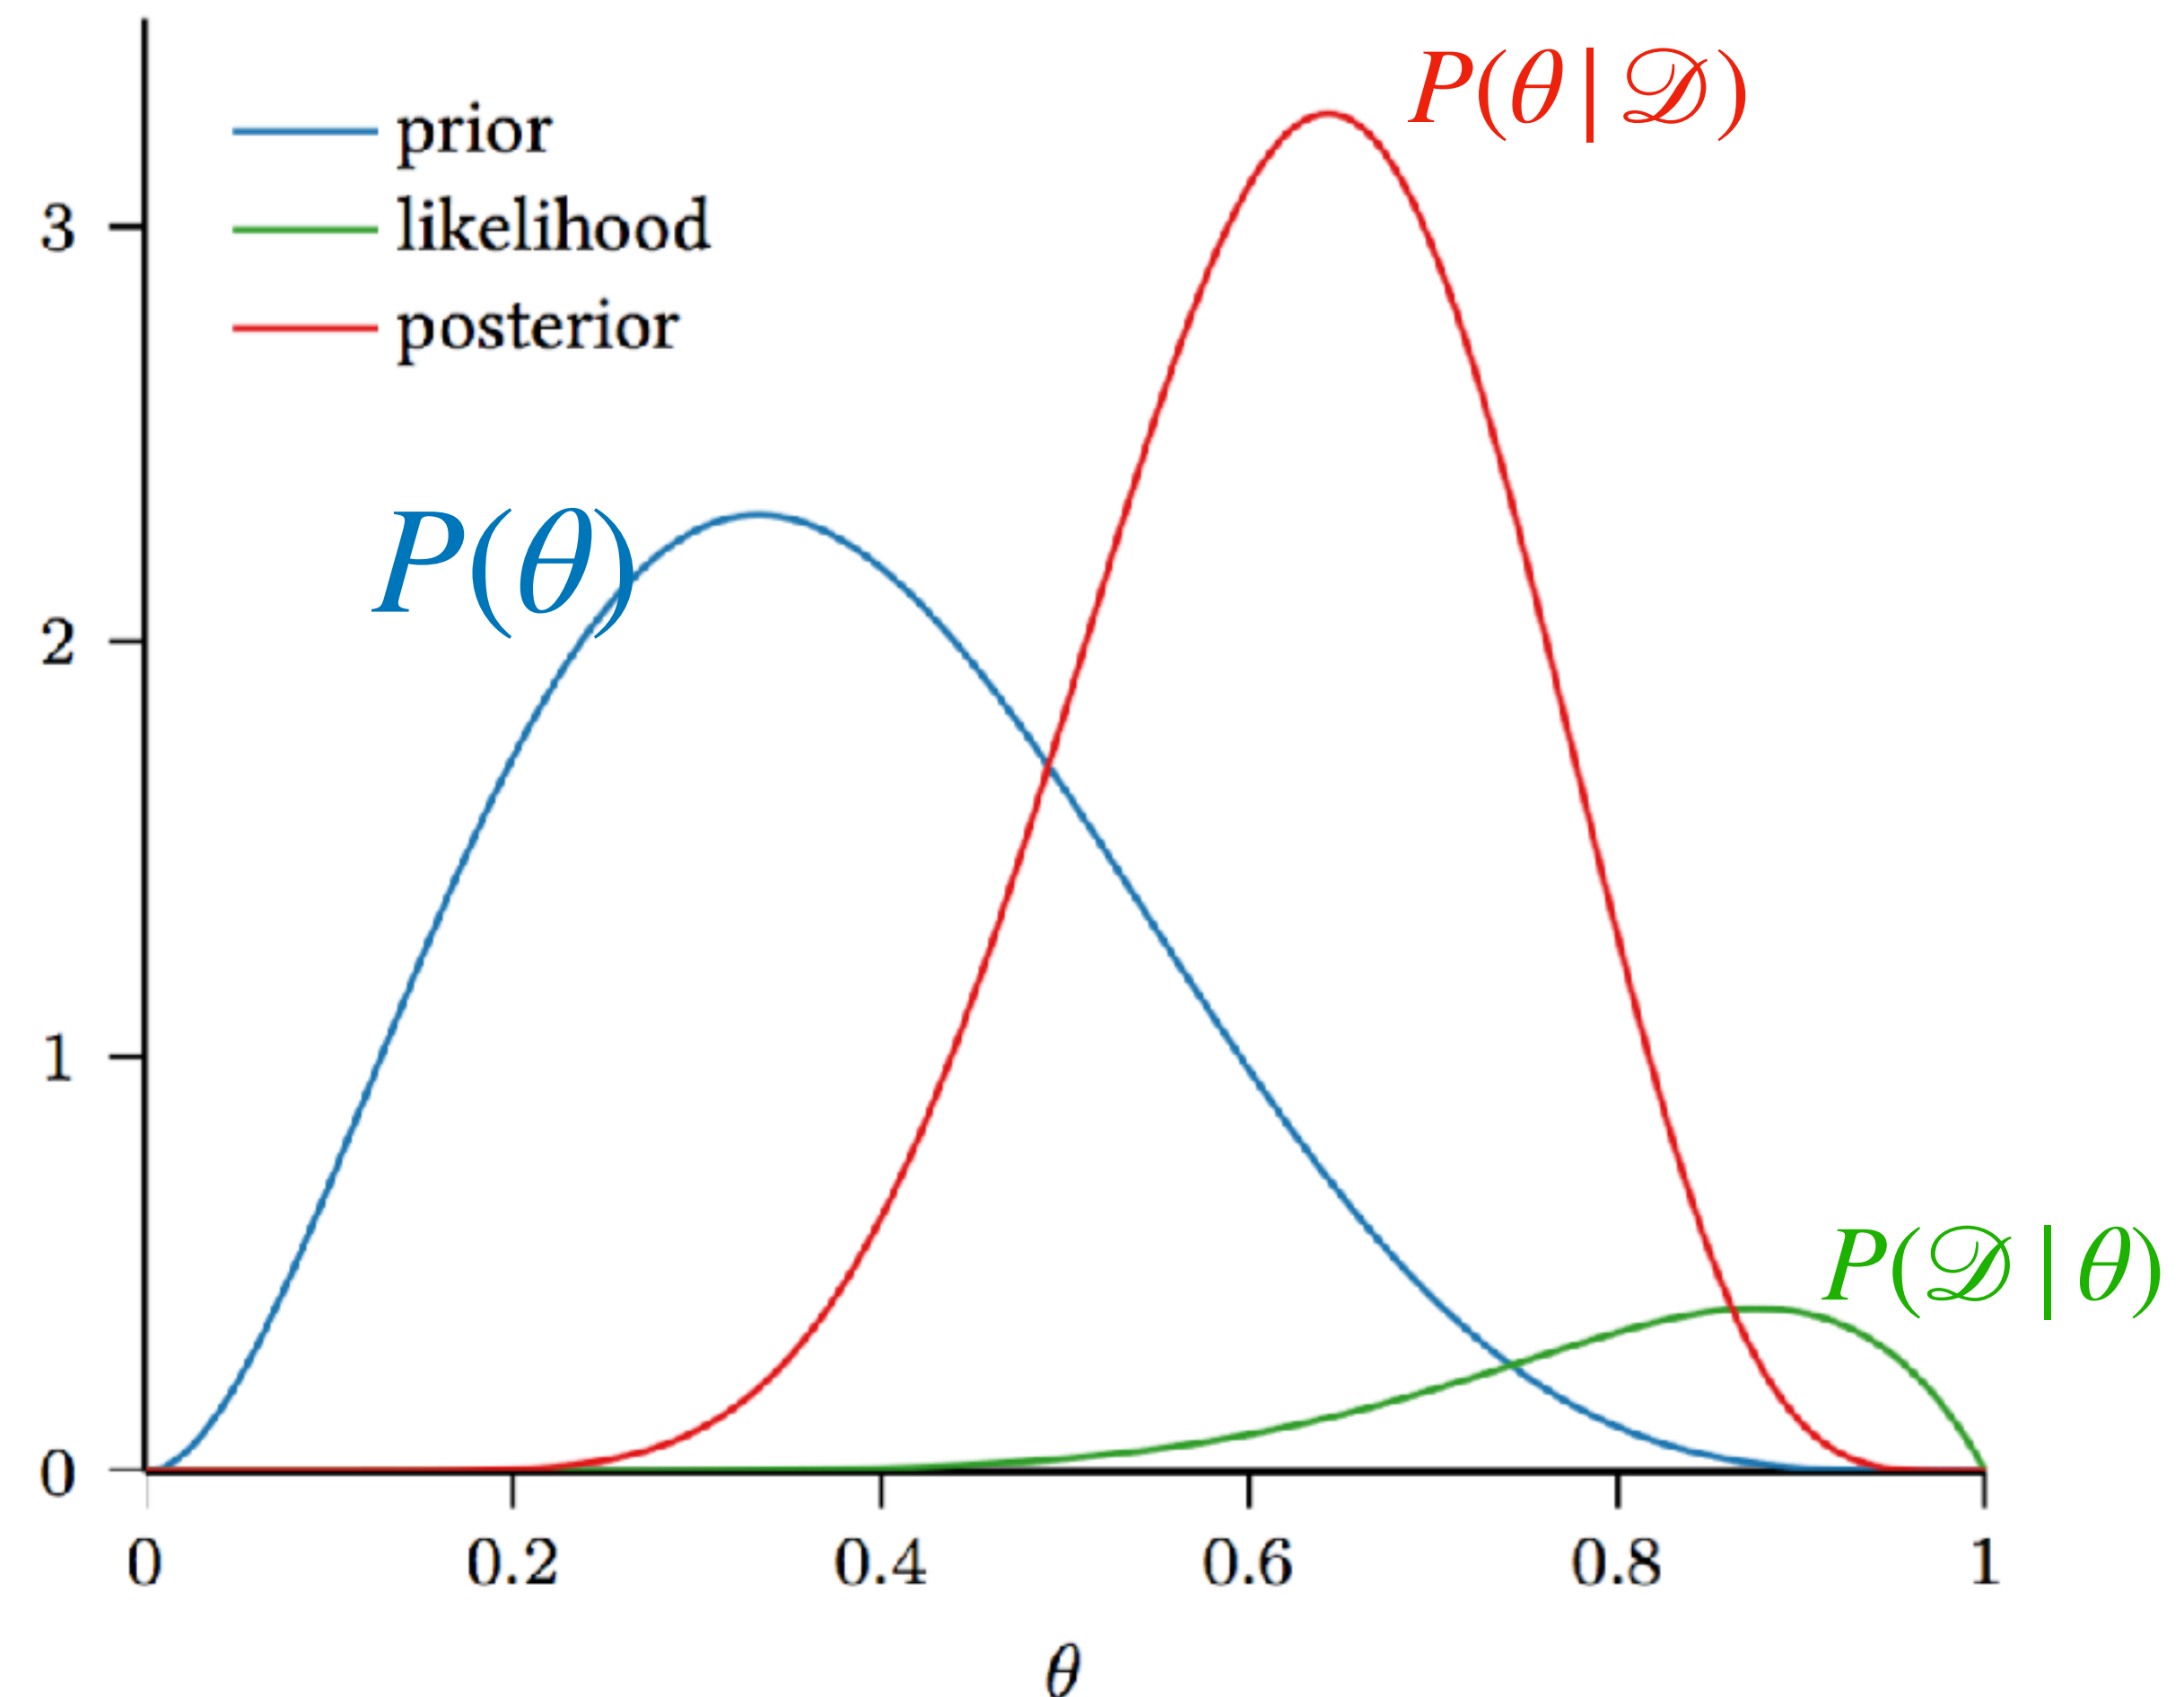 P(θ|𝒟)
prior
likelihood
posterior
3
P(θ)
2
1
P(𝒟|θ)
0
0 0.2 0.4 0.6 0.8 1
θ